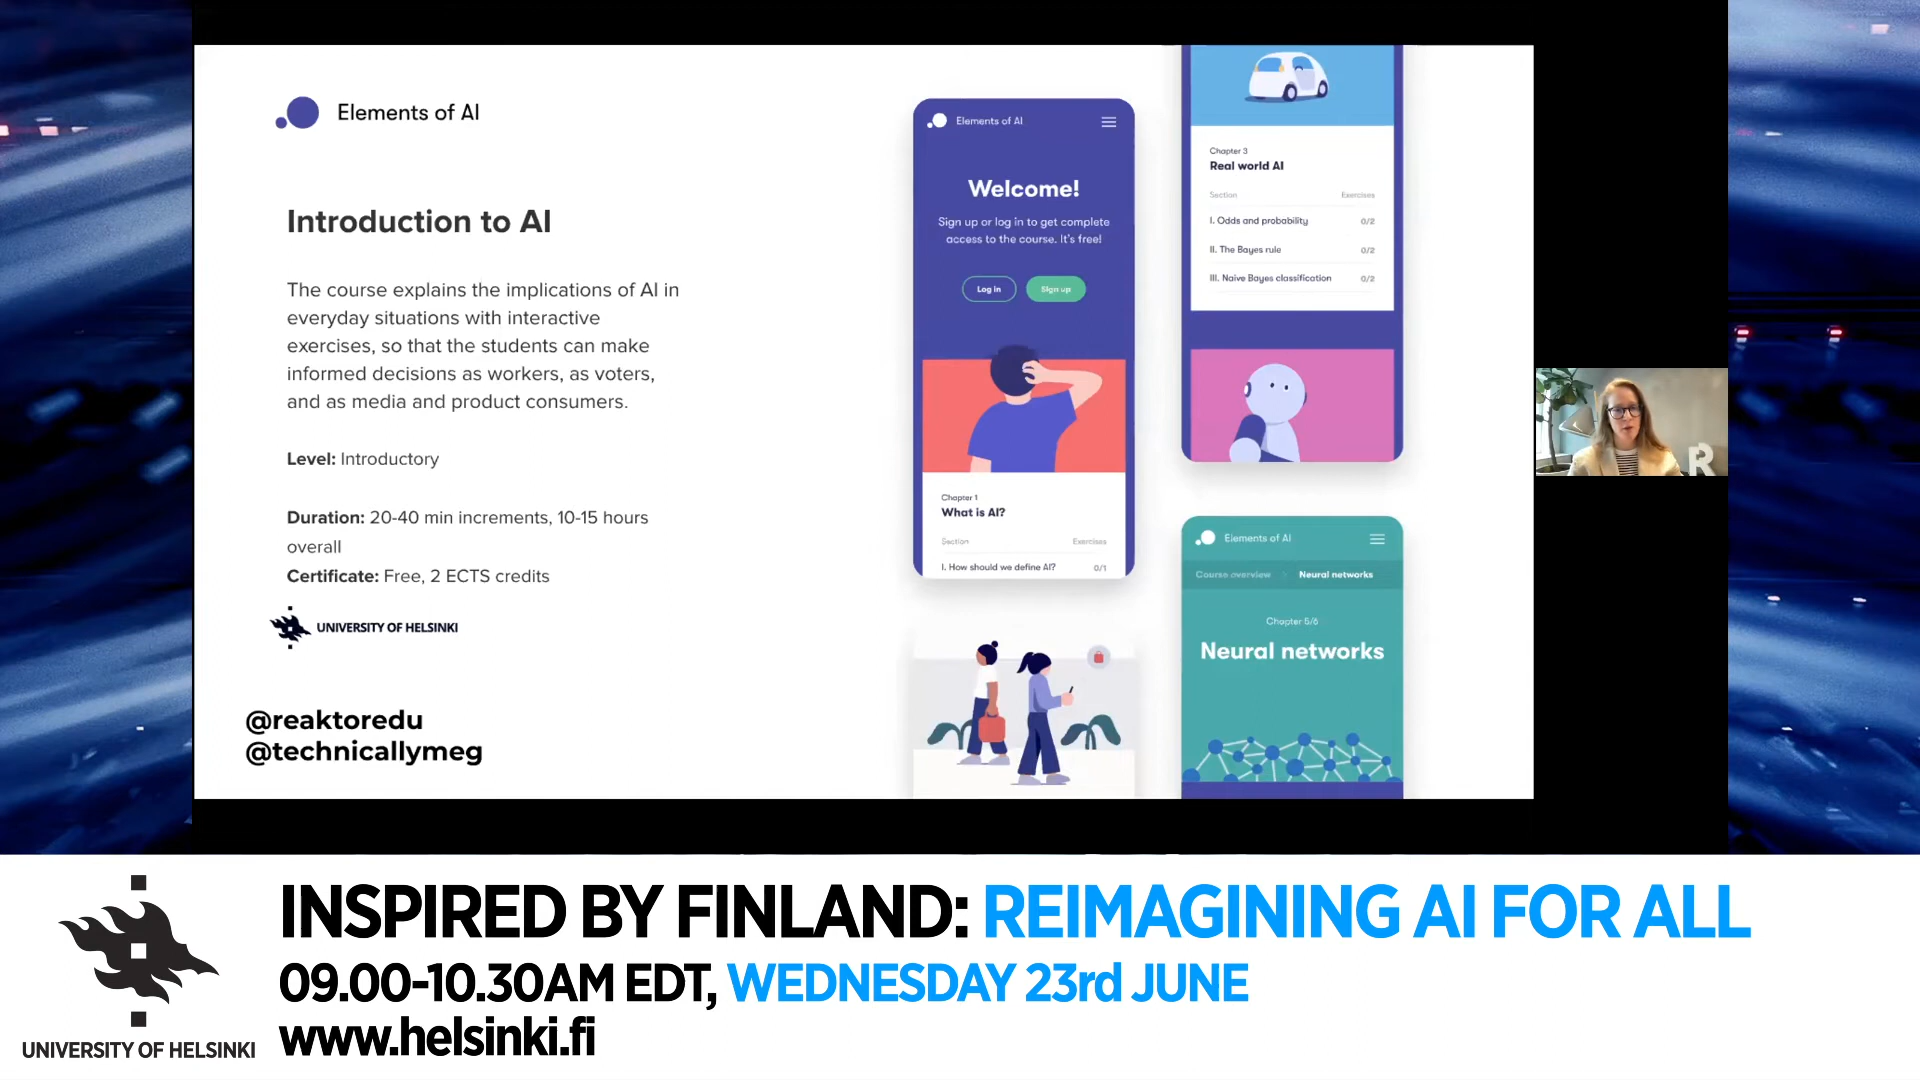 Elements of AI
Introduction to AI
The course explains the implications of AI in
everyday situations with interactive
exercises, so that the students can make
informed decisions as workers, as voters,
and as media and product consumers.
Level: Introductory
Duration: 20-40 min increments, 10-15 hours
overall
Certificate: Free, 2 ECTS credits
UNIVERSITY OF HELSINKI
@reaktoredu
@technicallymeg
Elements of AI
Welcome!
Sign up or log in to get complete
access to the course. It's free!
Log in Sign up
Chapter 1
What is AI?
Section Exercises
I. How should we define AI? 0/1
Chapter 3
Real world AI
Section Exercises
I. Odds and probability 0/2
II. The Bayes rule 0/2
III. Naive Bayes classification 0/2
Elements of AI
Course overview Neural networks
Chapter 5/6
Neural networks
R
INSPIRED BY FINLAND: REIMAGINING AI FOR ALL
09.00-10.30AM EDT, WEDNESDAY 23rd JUNE
www.helsinki.fi
UNIVERSITY OF HELSINKI